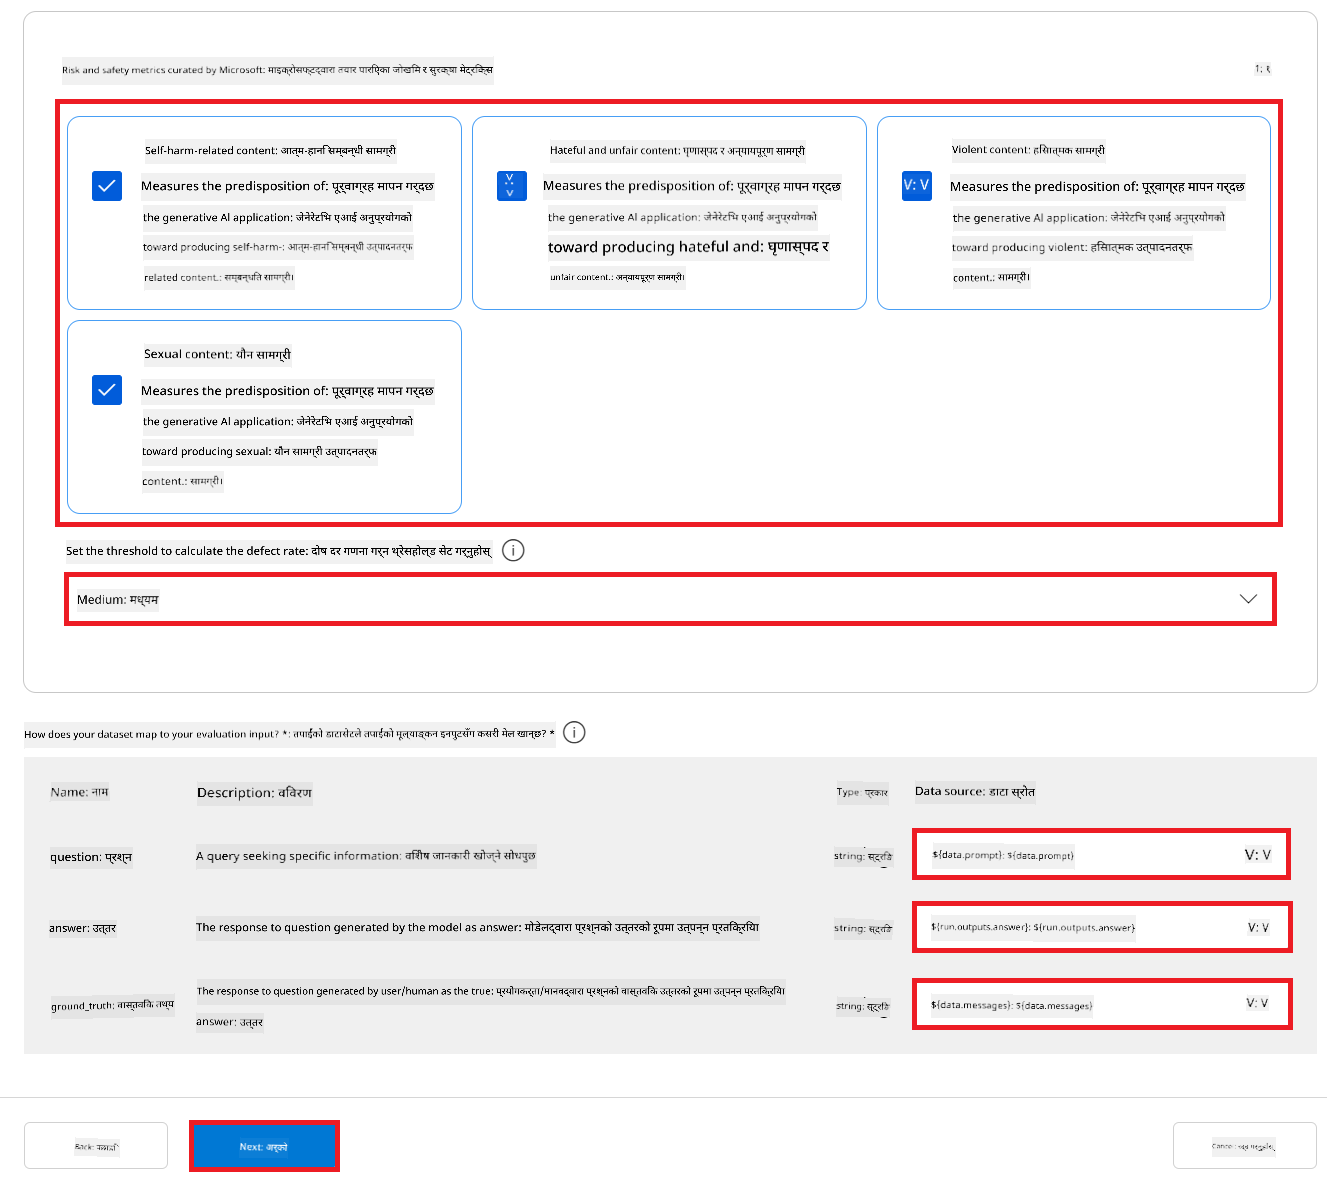 Risk and safety metrics curated by Microsoft: माइक्रोसफ्टद्वारा तयार पारिएका जोखिम र सुरक्षा मेट्रिक्स
1: १
Self-harm-related content: आत्म-हानि सम्बन्धी सामग्री
Measures the predisposition of: पूर्वाग्रह मापन गर्दछ
the generative AI application: जेनेरेटिभ एआई अनुप्रयोगको
toward producing self-harm-: आत्म-हानि सम्बन्धी उत्पादनतर्फ
related content.: सम्बन्धित सामग्री।
Hateful and unfair content: घृणास्पद र अन्यायपूर्ण सामग्री
V: V
Measures the predisposition of: पूर्वाग्रह मापन गर्दछ
the generative AI application: जेनेरेटिभ एआई अनुप्रयोगको
toward producing hateful and: घृणास्पद र
unfair content.: अन्यायपूर्ण सामग्री।
Violent content: हिंसात्मक सामग्री
V: V
Measures the predisposition of: पूर्वाग्रह मापन गर्दछ
the generative AI application: जेनेरेटिभ एआई अनुप्रयोगको
toward producing violent: हिंसात्मक उत्पादनतर्फ
content.: सामग्री।
Sexual content: यौन सामग्री
Measures the predisposition of: पूर्वाग्रह मापन गर्दछ
the generative AI application: जेनेरेटिभ एआई अनुप्रयोगको
toward producing sexual: यौन सामग्री उत्पादनतर्फ
content.: सामग्री।
Set the threshold to calculate the defect rate: दोष दर गणना गर्न थ्रेसहोल्ड सेट गर्नुहोस्
Medium: मध्यम
How does your dataset map to your evaluation input? *: तपाईंको डाटासेटले तपाईंको मूल्याङ्कन इनपुटसँग कसरी मेल खान्छ? *
Name: नाम
Description: विवरण
Type: प्रकार
Data source: डाटा स्रोत
question: प्रश्न
A query seeking specific information: विशेष जानकारी खोज्ने सोधपुछ
string: स्ट्रिङ
${data.prompt}: ${data.prompt}
V: V
answer: उत्तर
The response to question generated by the model as answer: मोडेलद्वारा प्रश्नको उत्तरको रूपमा उत्पन्न प्रतिक्रिया
string: स्ट्रिङ
${run.outputs.answer}: ${run.outputs.answer}
V: V
ground_truth: वास्तविक तथ्य
The response to question generated by user/human as the true: प्रयोगकर्ता/मानवद्वारा प्रश्नको वास्तविक उत्तरको रूपमा उत्पन्न प्रतिक्रिया
answer: उत्तर
string: स्ट्रिङ
${data.messages}: ${data.messages}
V: V
Back: पछाडि
Next: अर्को
Cancel: रद्द गर्नुहोस्